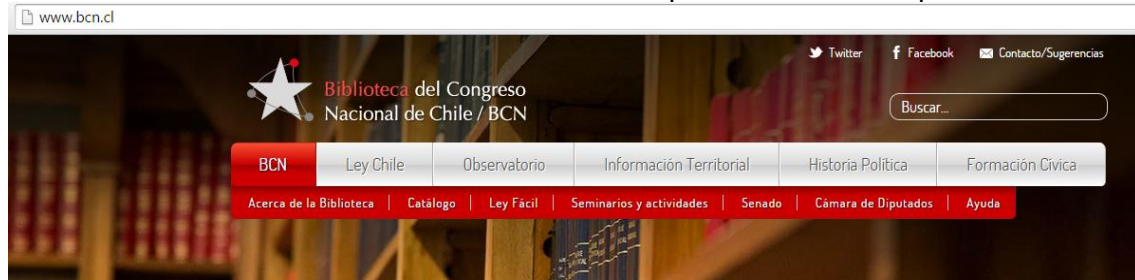 www.bcn.cl
Twitter Facebook Contacto/Sugerencias
Biblioteca del Congreso
Nacional de Chile / BCN
Buscar...
BCN Ley Chile Observatorio Información Territorial Historia Política Formación Cívica
Acerca de la Biblioteca | Catálogo | Ley Fácil | Seminarios y actividades | Senado | Cámara de Diputados | Ayuda